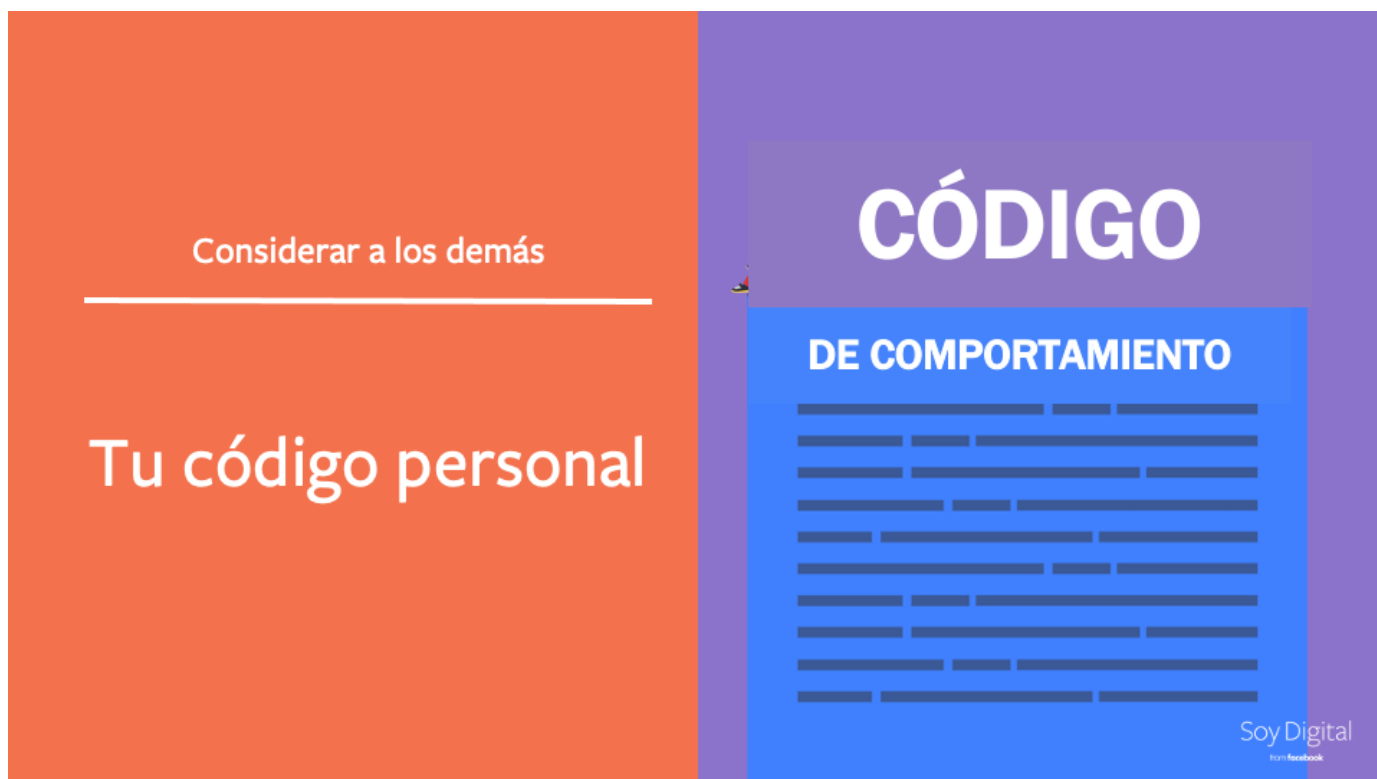 Considerar a los demás
Tu código personal
CÓDIGO
DE COMPORTAMIENTO
Soy Digital
from facebook